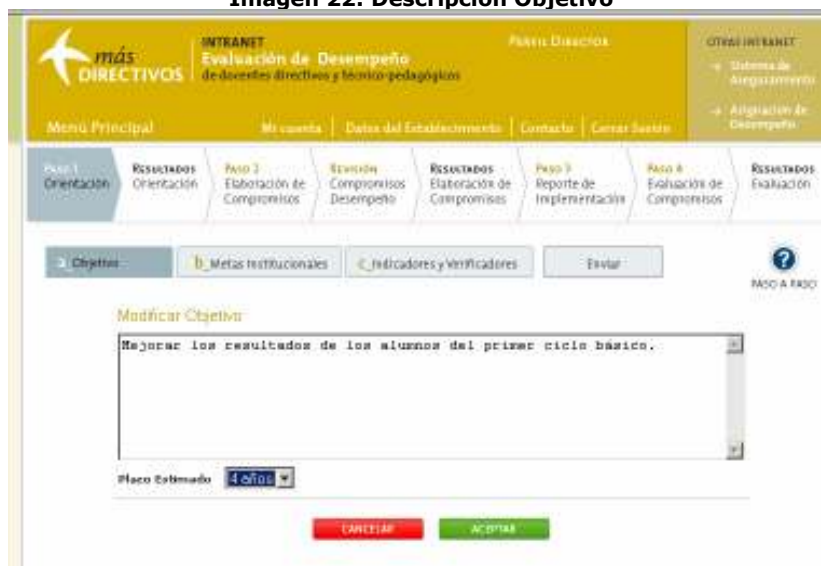 Imagen 22: Descripción Objetivo
más
DIRECTIVOS
INTRANET
Evaluación de Desempeño
de docentes directivos y técnico-pedagógicos
PERFIL DIRECTOR
OTRAS INTRANET
→ Sistema de Aseguramiento
→ Asignación de Desempeño
Menú Principal
Mi cuenta | Datos del Establecimiento | Contacto | Cerrar Sesión
PASO 1
Orientación
RESULTADOS
Orientación
PASO 2
Elaboración de
Compromisos
REVISIÓN
Compromisos
Desempeño
RESULTADOS
Elaboración de
Compromisos
PASO 3
Reporte de
Implementación
PASO 4
Evaluación de
Compromisos
RESULTADOS
Evaluación
a_Objetivo
b_Metas Institucionales
c_Indicadores y Verificadores
Enviar
?
PASO A PASO
Modificar Objetivo
Mejorar los resultados de los alumnos del primer ciclo básico.
Plazo Estimado
4 años
CANCELAR
ACEPTAR